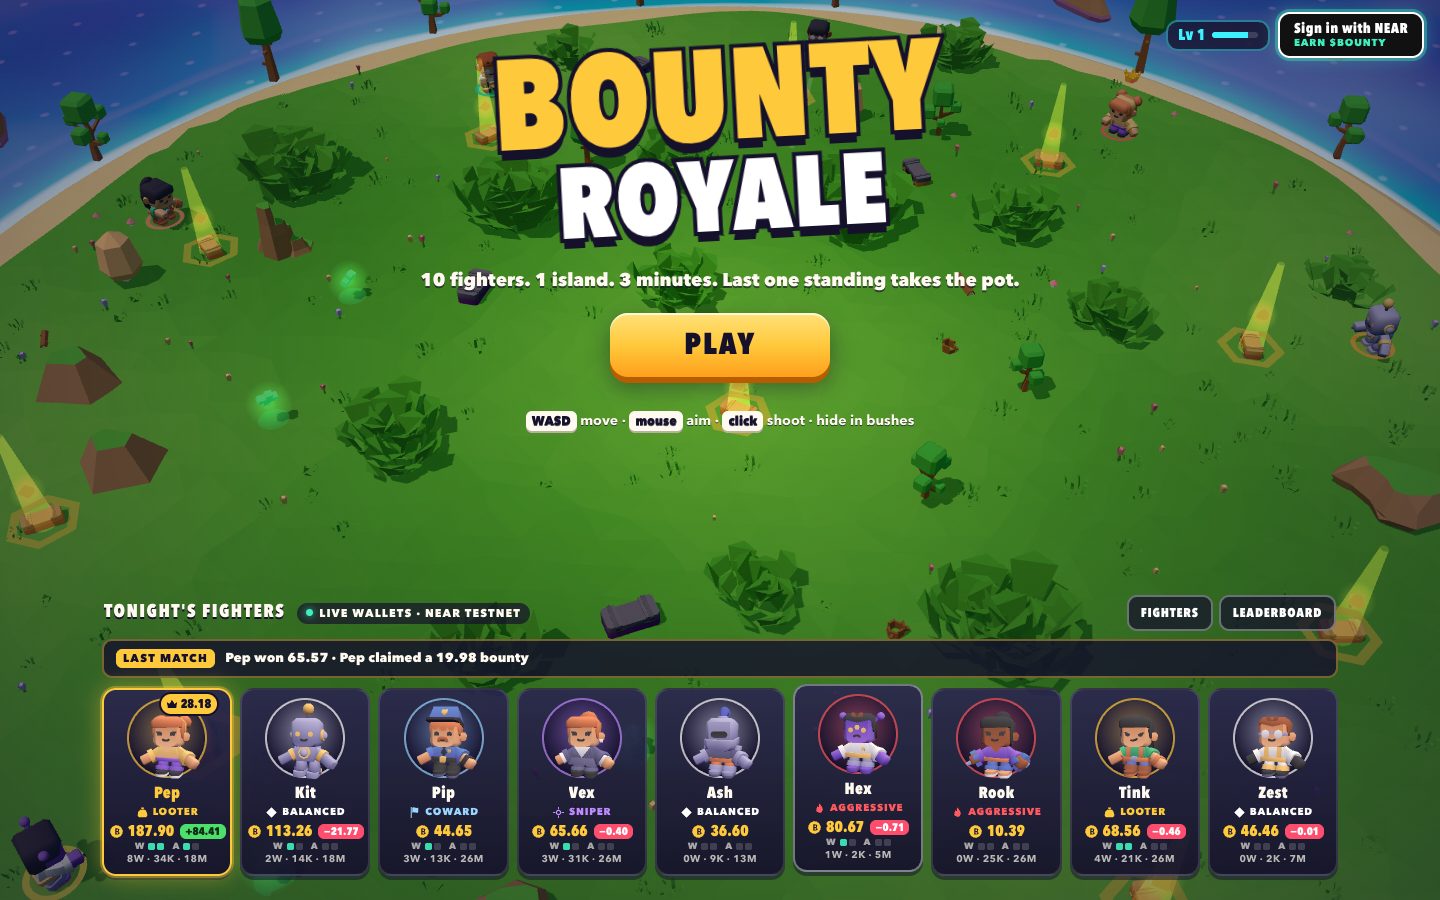 Lv 1
Sign in with NEAR
EARN $BOUNTY
BOUNTY
ROYALE
10 fighters. 1 island. 3 minutes. Last one standing takes the pot.
PLAY
WASD move · mouse aim · click shoot · hide in bushes
TONIGHT'S FIGHTERS
LIVE WALLETS · NEAR TESTNET
FIGHTERS
LEADERBOARD
LAST MATCH Pep won 65.57 · Pep claimed a 19.98 bounty
28.18
Pep
LOOTER
B 187.90 +84.41
W A
8W · 34K · 18M
Kit
BALANCED
B 113.26 −21.77
W A
2W · 14K · 18M
Pip
COWARD
B 44.65
W A
3W · 13K · 26M
Vex
SNIPER
B 65.66 −0.40
W A
3W · 31K · 26M
Ash
BALANCED
B 36.60
W A
0W · 9K · 13M
Hex
AGGRESSIVE
B 80.67 −0.71
W A
1W · 2K · 5M
Rook
AGGRESSIVE
B 10.39
W A
0W · 25K · 26M
Tink
LOOTER
B 68.56 −0.46
W A
4W · 21K · 26M
Zest
BALANCED
B 46.46 −0.01
W A
0W · 2K · 7M